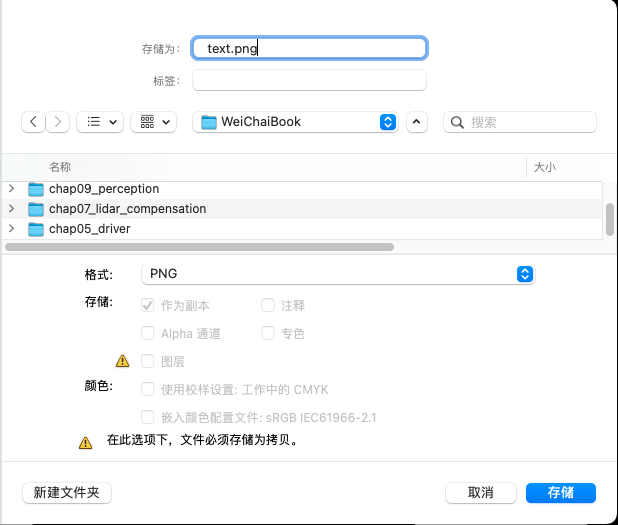 存储为: text.png
标签:
WeiChaiBook 搜索
名称 大小
chap09_perception
chap07_lidar_compensation
chap05_driver
格式: PNG
存储: 作为副本 注释
Alpha 通道 专色
图层
颜色: 使用校样设置: 工作中的 CMYK
嵌入颜色配置文件: sRGB IEC61966-2.1
在此选项下，文件必须存储为拷贝。
新建文件夹 取消 存储